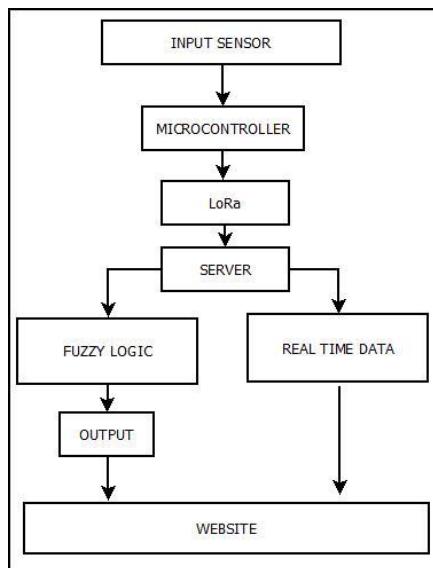 INPUT SENSOR
MICROCONTROLLER
LoRa
SERVER
FUZZY LOGIC
REAL TIME DATA
OUTPUT
WEBSITE